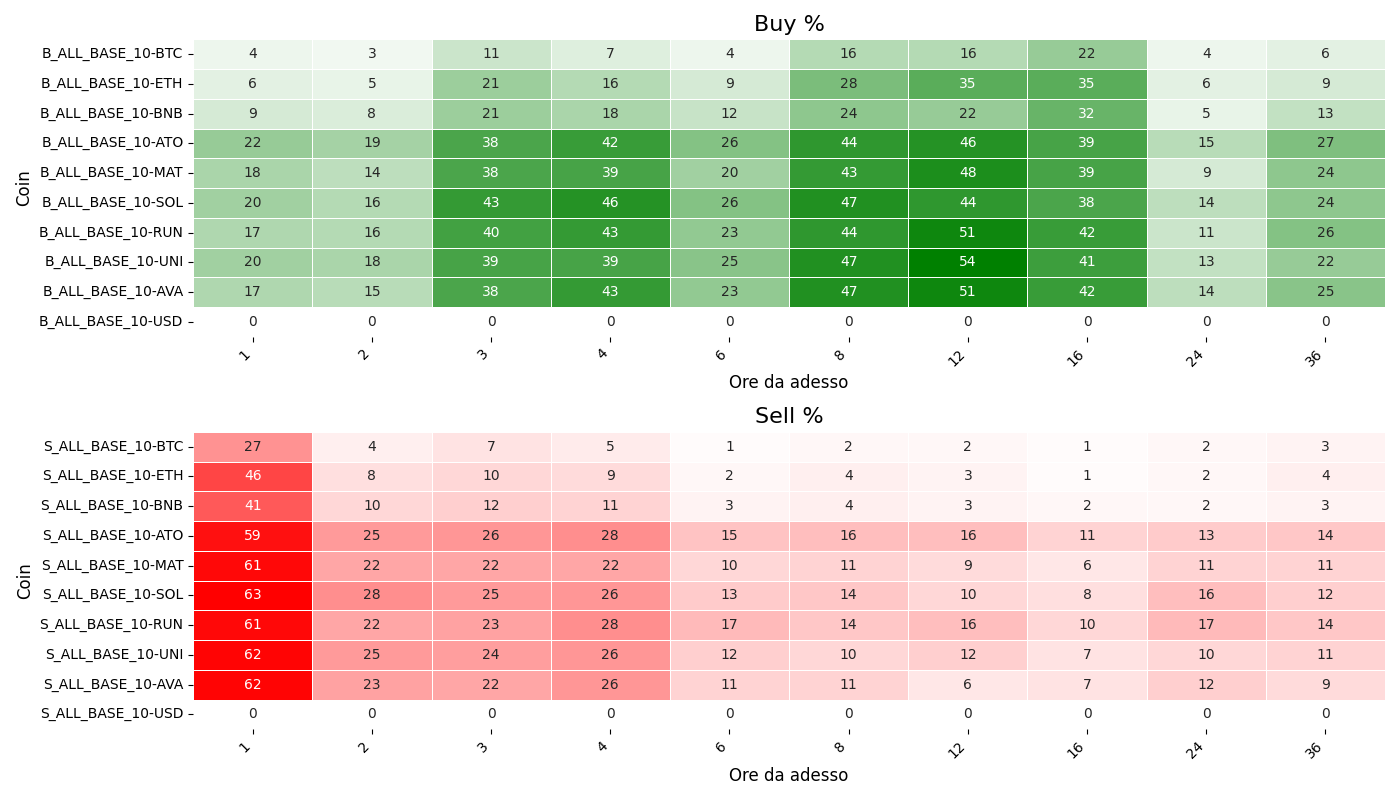 Buy %
Coin
B_ALL_BASE_10-BTC 4 3 11 7 4 16 16 22 4 6
B_ALL_BASE_10-ETH 6 5 21 16 9 28 35 35 6 9
B_ALL_BASE_10-BNB 9 8 21 18 12 24 22 32 5 13
B_ALL_BASE_10-ATO 22 19 38 42 26 44 46 39 15 27
B_ALL_BASE_10-MAT 18 14 38 39 20 43 48 39 9 24
B_ALL_BASE_10-SOL 20 16 43 46 26 47 44 38 14 24
B_ALL_BASE_10-RUN 17 16 40 43 23 44 51 42 11 26
B_ALL_BASE_10-UNI 20 18 39 39 25 47 54 41 13 22
B_ALL_BASE_10-AVA 17 15 38 43 23 47 51 42 14 25
B_ALL_BASE_10-USD 0 0 0 0 0 0 0 0 0 0
1 2 3 4 6 8 12 16 24 36
Ore da adesso
Sell %
Coin
S_ALL_BASE_10-BTC 27 4 7 5 1 2 2 1 2 3
S_ALL_BASE_10-ETH 46 8 10 9 2 4 3 1 2 4
S_ALL_BASE_10-BNB 41 10 12 11 3 4 3 2 2 3
S_ALL_BASE_10-ATO 59 25 26 28 15 16 16 11 13 14
S_ALL_BASE_10-MAT 61 22 22 22 10 11 9 6 11 11
S_ALL_BASE_10-SOL 63 28 25 26 13 14 10 8 16 12
S_ALL_BASE_10-RUN 61 22 23 28 17 14 16 10 17 14
S_ALL_BASE_10-UNI 62 25 24 26 12 10 12 7 10 11
S_ALL_BASE_10-AVA 62 23 22 26 11 11 6 7 12 9
S_ALL_BASE_10-USD 0 0 0 0 0 0 0 0 0 0
1 2 3 4 6 8 12 16 24 36
Ore da adesso